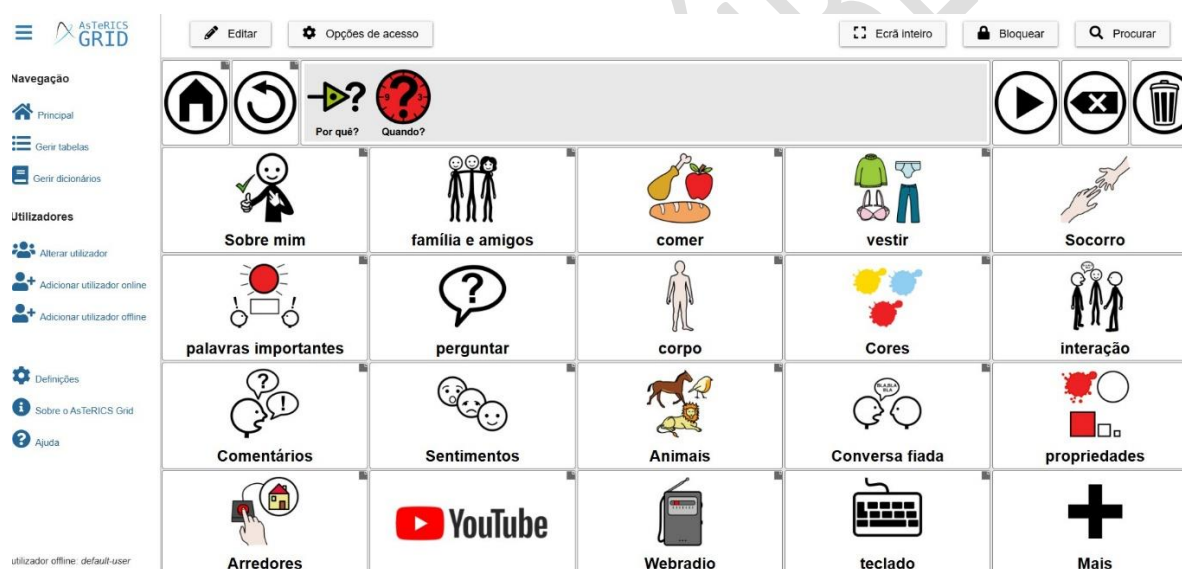 AsTeRICS
GRID
Editar
Opções de acesso
Ecrã inteiro
Bloquear
Procurar
Navegação
Principal
Gerir tabelas
Gerir dicionários
Utilizadores
Alterar utilizador
Adicionar utilizador online
Adicionar utilizador offline
Definições
Sobre o AsTeRICS Grid
Ajuda
utilizador offline: default-user
Por quê? Quando?
Sobre mim
família e amigos
comer
vestir
Socorro
palavras importantes
perguntar
corpo
Cores
interação
Comentários
Sentimentos
Animais
BLA,BLA
BLA
Conversa fiada
propriedades
Arredores
YouTube
Webradio
teclado
Mais